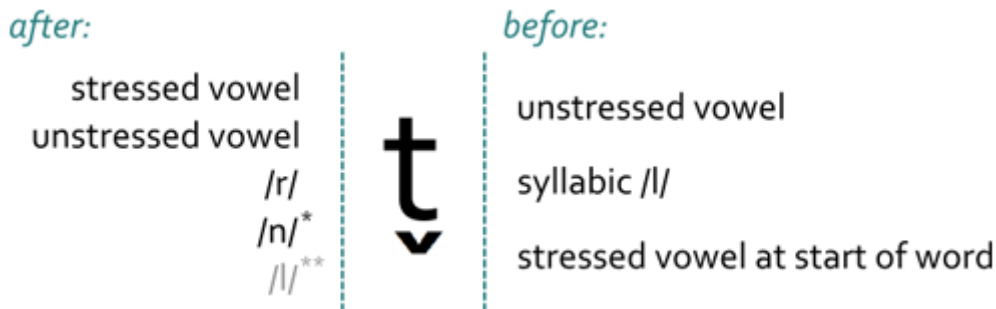 after:
before:
stressed vowel
unstressed vowel
/r/
/n/*
/l/**
t̬
unstressed vowel
syllabic /l/
stressed vowel at start of word